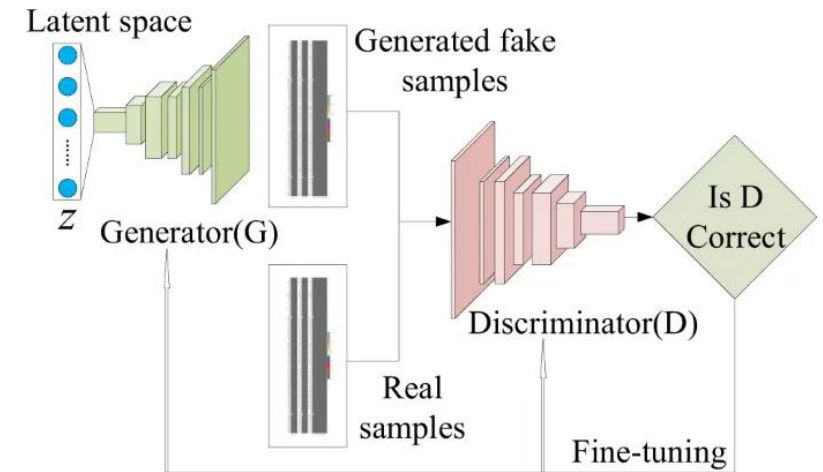 Latent space
z
Generator(G)
Generated fake
samples
Real
samples
Discriminator(D)
Is D
Correct
Fine-tuning